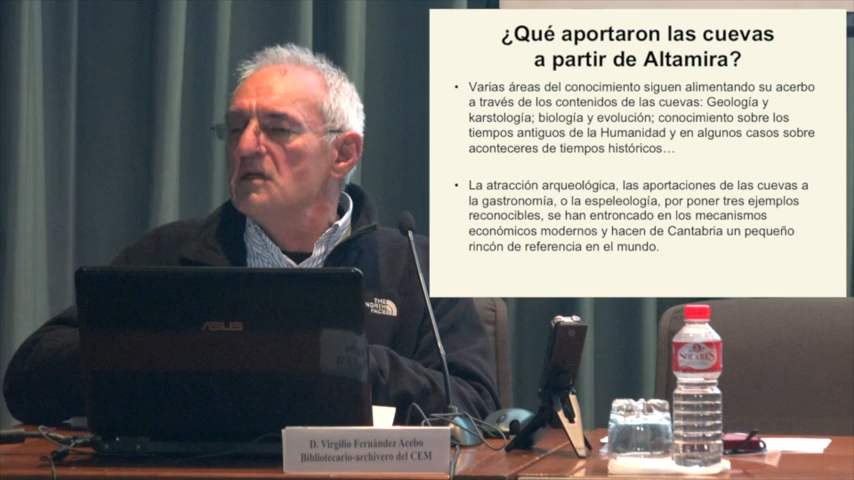 ¿Qué aportaron las cuevas
a partir de Altamira?
• Varias áreas del conocimiento siguen alimentando su acerbo
a través de los contenidos de las cuevas: Geología y
karstología; biología y evolución; conocimiento sobre los
tiempos antiguos de la Humanidad y en algunos casos sobre
aconteceres de tiempos históricos…
• La atracción arqueológica, las aportaciones de las cuevas a
la gastronomía, o la espeleología, por poner tres ejemplos
reconocibles, se han entroncado en los mecanismos
económicos modernos y hacen de Cantabria un pequeño
rincón de referencia en el mundo.
THE
NORTH
FACE
ASUS
SOLARES
D. Virgilio Fernández Acebo
Bibliotecario-archivero del CEM